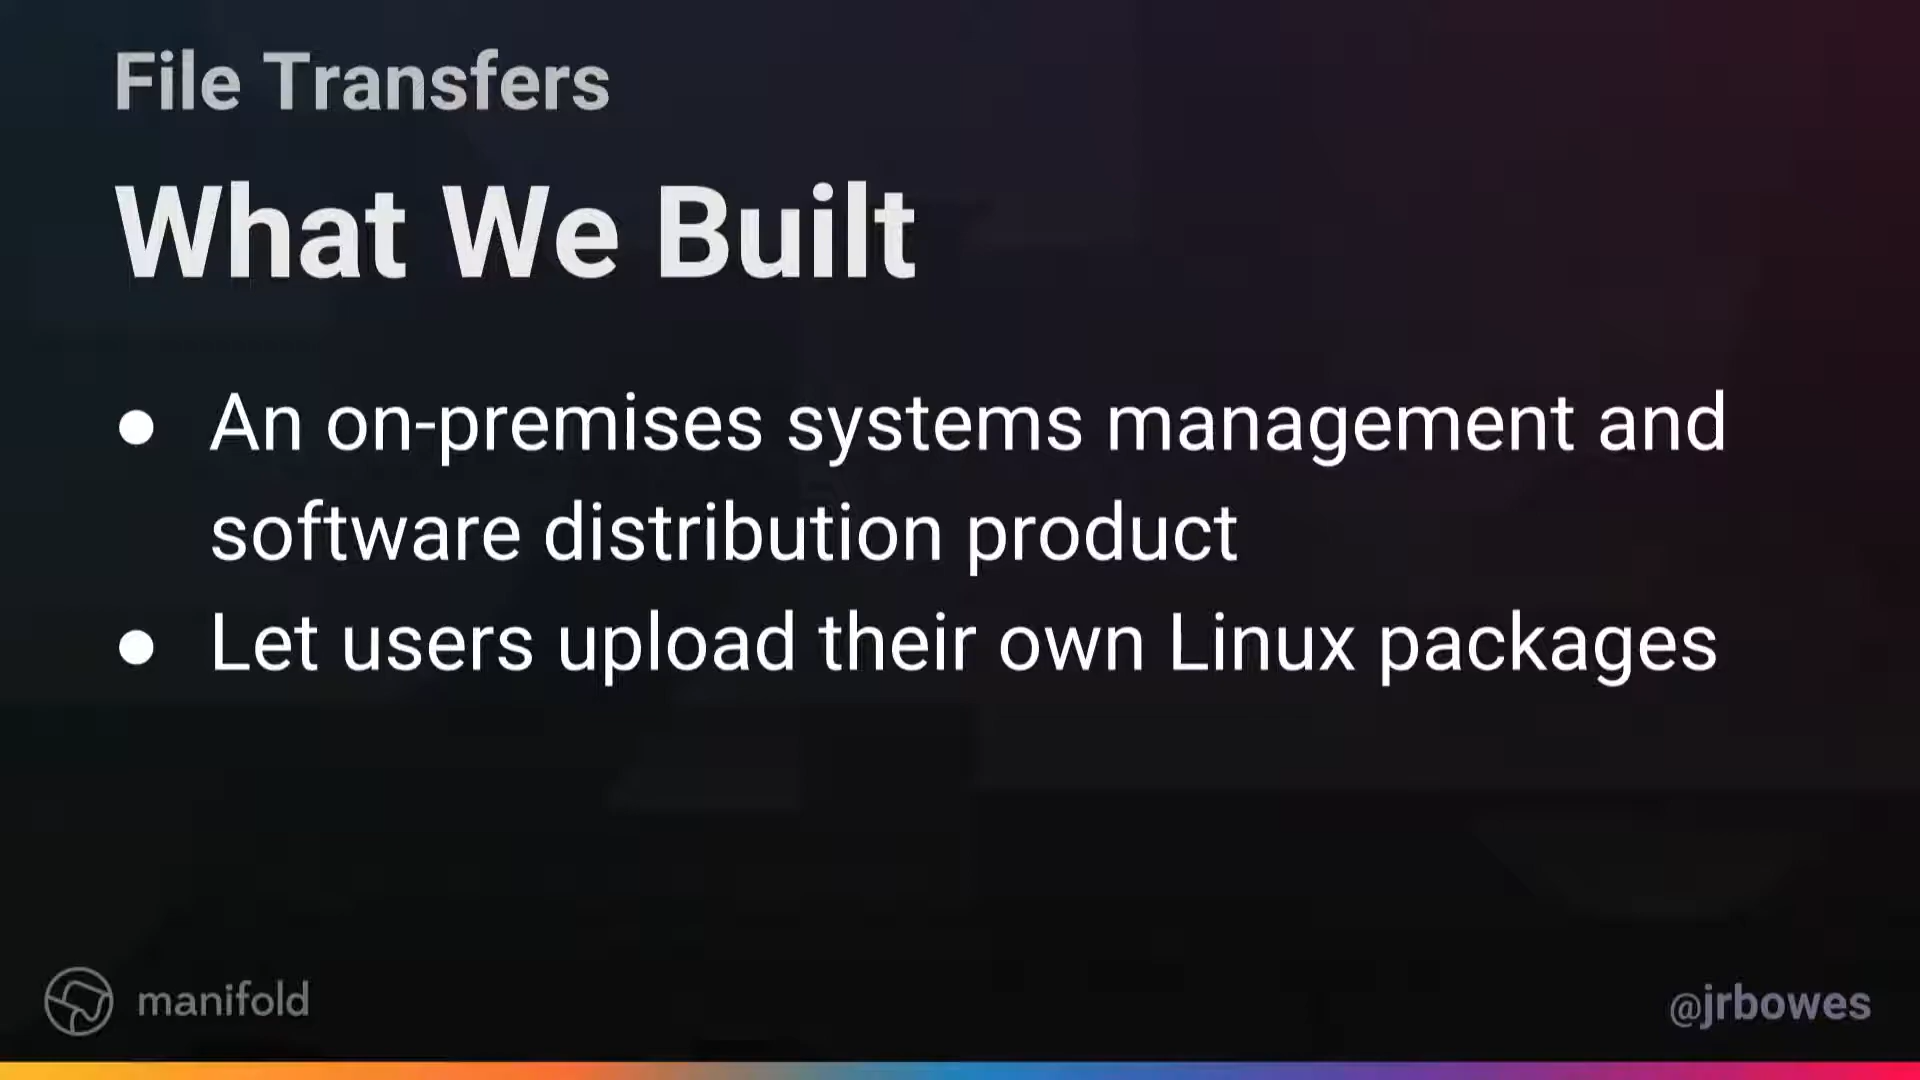 File Transfers
What We Built
● An on-premises systems management and
software distribution product
● Let users upload their own Linux packages
manifold
@jrbowes